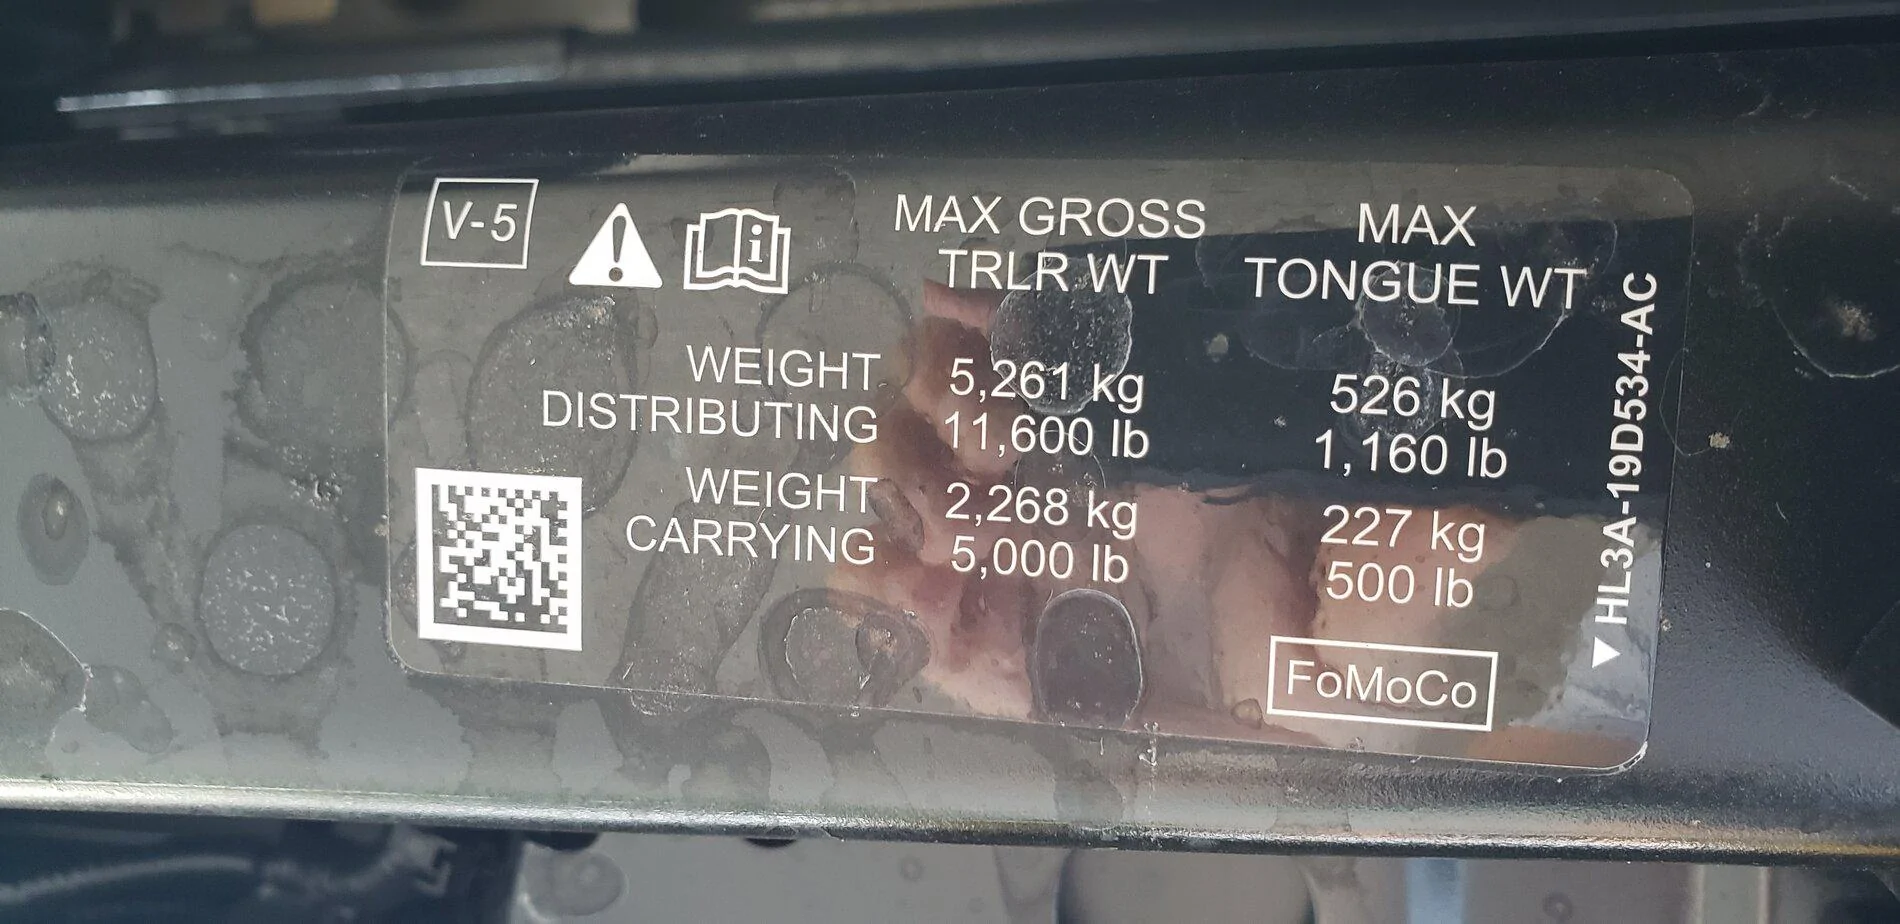 V-5
MAX GROSS
TRLR WT
MAX
TONGUE WT
WEIGHT
DISTRIBUTING
5,261 kg
11,600 lb
526 kg
1,160 lb
WEIGHT
CARRYING
2,268 kg
5,000 lb
227 kg
500 lb
FoMoCo
HL3A-19D534-AC